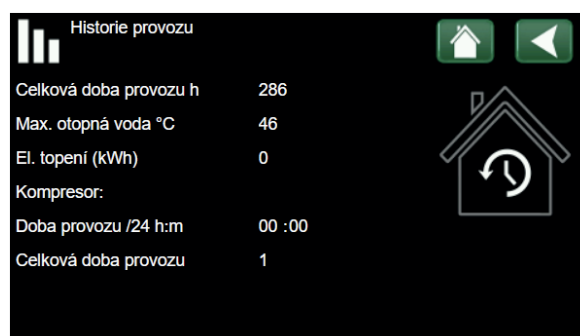 Historie provozu
Celková doba provozu h 286
Max. otopná voda °C 46
El. topení (kWh) 0
Kompresor:
Doba provozu /24 h:m 00 :00
Celková doba provozu 1